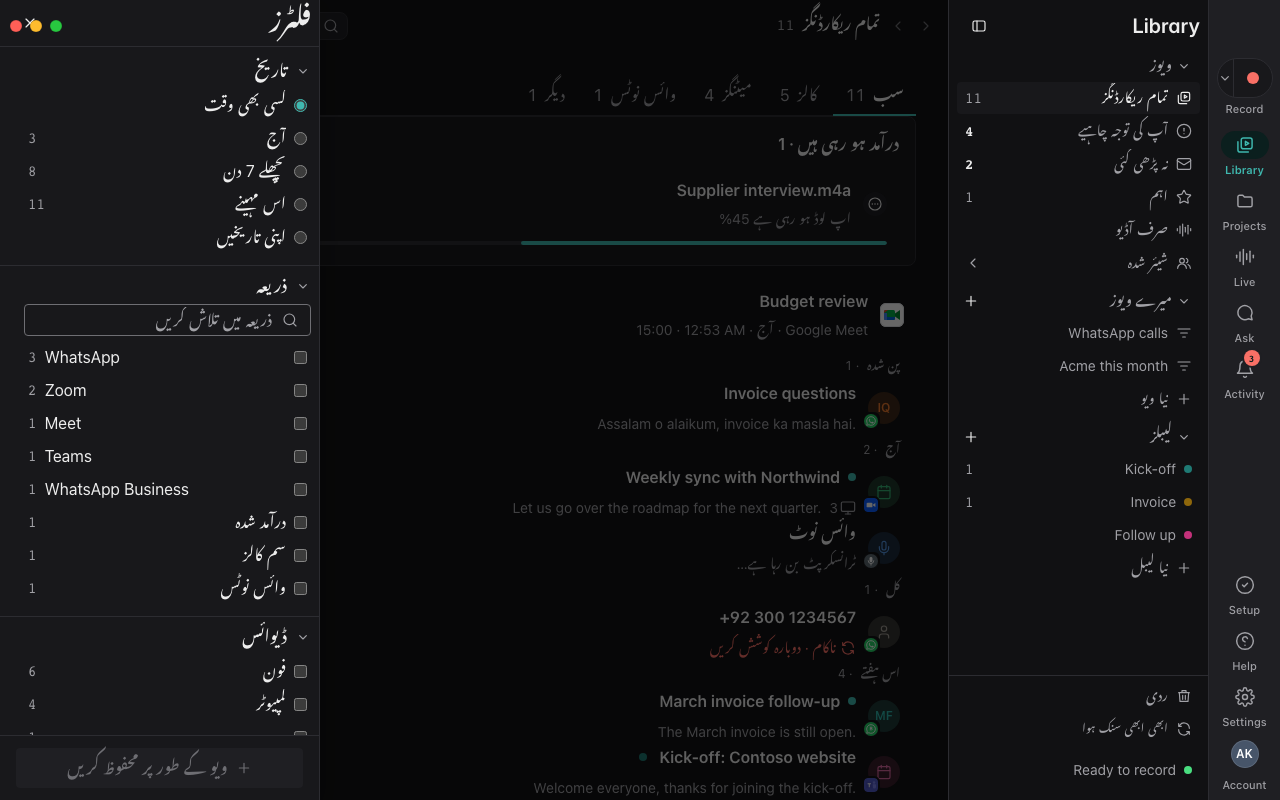 Record
Library
Projects
Live
Ask
3
Activity
Setup
Help
Settings
AK
Account
Library
ویوز
تمام ریکارڈنگز 11
آپ کی توجہ چاہیے 4
نہ پڑھی گئی 2
اہم 1
صرف آڈیو
شیئر شدہ
میرے ویوز
WhatsApp calls
Acme this month
نیا ویو
لیبلز
Kick-off 1
Invoice 1
Follow up
نیا لیبل
ردی
ابھی ابھی سنک ہوا
Ready to record
تمام ریکارڈنگز 11
سب 11 کالز 5 میٹنگز 4 وائس نوٹس 1 دیگر 1
درآمد ہو رہی ہیں · 1
Supplier interview.m4a
اپ لوڈ ہو رہی ہے 45%
Budget review
15:00 · 12:53 AM · آج · Google Meet
پن شدہ · 1
IQ
Invoice questions
Assalam o alaikum, invoice ka masla hai.
آج · 2
Weekly sync with Northwind
Let us go over the roadmap for the next quarter. 3
وائس نوٹ
ٹرانسکرپٹ بن رہا ہے...
کل · 1
+92 300 1234567
ناکام · دوبارہ کوشش کریں
اس ہفتے · 4
MF
March invoice follow-up
The March invoice is still open.
Kick-off: Contoso website
Welcome everyone, thanks for joining the kick-off.
فلٹرز
تاریخ
کسی بھی وقت
آج 3
پچھلے 7 دن 8
اس مہینے 11
اپنی تاریخیں
ذریعہ
ذریعہ میں تلاش کریں
WhatsApp 3
Zoom 2
Meet 1
Teams 1
WhatsApp Business 1
درآمد شدہ 1
سم کالز 1
وائس نوٹس 1
ڈیوائس
فون 6
کمپیوٹر 4
ویو کے طور پر محفوظ کریں